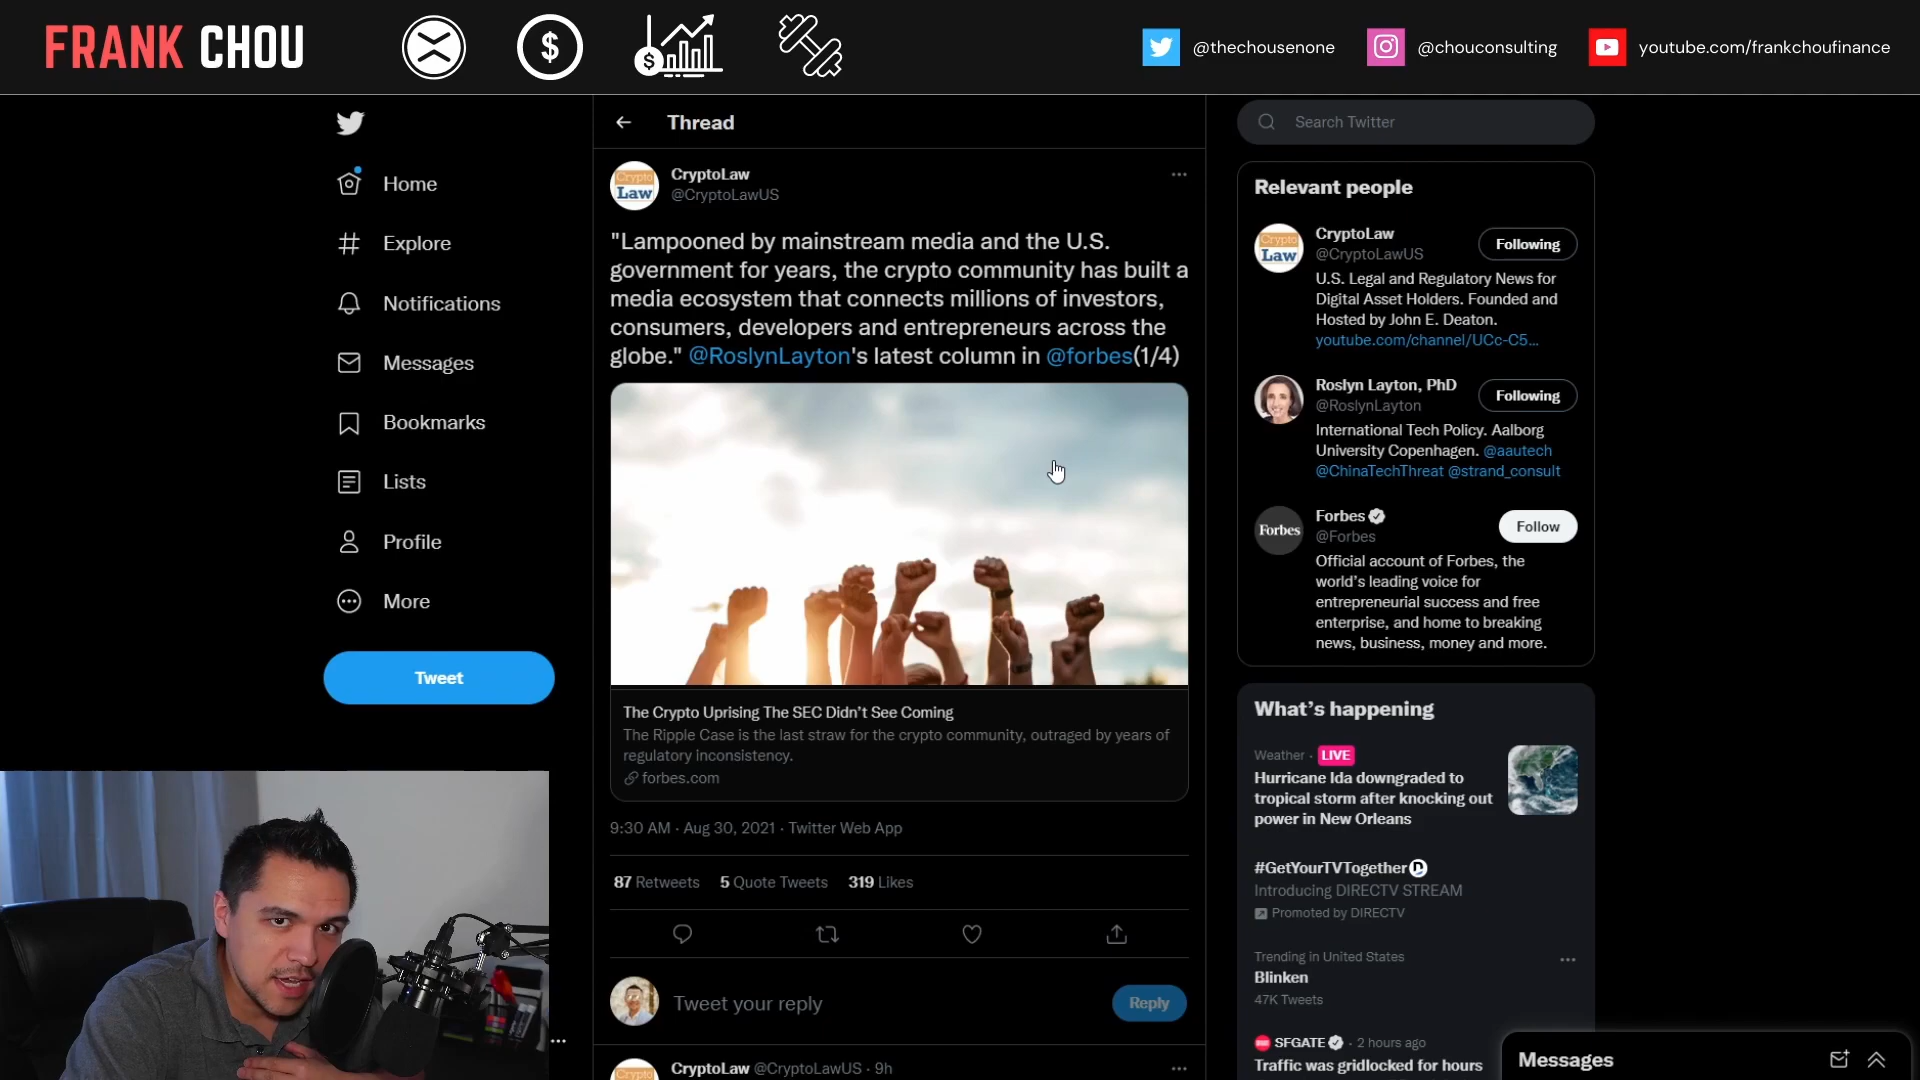 FRANK CHOU
@thechousenone
@chouconsulting
youtube.com/frankchoufinance
Home
Explore
Notifications
Messages
Bookmarks
Lists
Profile
More
Tweet
Thread
Crypto
Law
CryptoLaw
@CryptoLawUS
"Lampooned by mainstream media and the U.S.
government for years, the crypto community has built a
media ecosystem that connects millions of investors,
consumers, developers and entrepreneurs across the
globe." @RoslynLayton's latest column in @forbes(1/4)
The Crypto Uprising The SEC Didn't See Coming
The Ripple Case is the last straw for the crypto community, outraged by years of
regulatory inconsistency.
forbes.com
9:30 AM · Aug 30, 2021 · Twitter Web App
87 Retweets 5 Quote Tweets 319 Likes
Tweet your reply
Reply
Crypto
CryptoLaw @CryptoLawUS · 9h
Search Twitter
Relevant people
Crypto
Law
CryptoLaw
@CryptoLawUS
Following
U.S. Legal and Regulatory News for
Digital Asset Holders. Founded and
Hosted by John E. Deaton.
youtube.com/channel/UCc-C5…
Roslyn Layton, PhD
@RoslynLayton
Following
International Tech Policy. Aalborg
University Copenhagen. @aautech
@ChinaTechThreat @strand_consult
Forbes
Forbes
@Forbes
Follow
Official account of Forbes, the
world's leading voice for
entrepreneurial success and free
enterprise, and home to breaking
news, business, money and more.
What's happening
Weather · LIVE
Hurricane Ida downgraded to
tropical storm after knocking out
power in New Orleans
#GetYourTVTogether
Introducing DIRECTV STREAM
Promoted by DIRECTV
Trending in United States
Blinken
47K Tweets
SFGATE · 2 hours ago
Traffic was gridlocked for hours
Messages